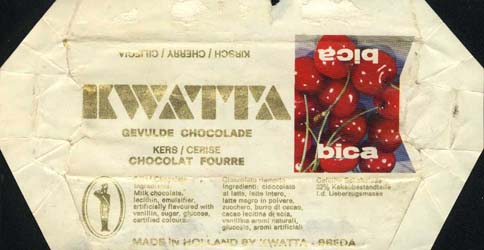 KIRSCH / CHERRY / CILIEGIA
bica
KWATTA
GEVULDE CHOCOLADE
KERS / CERISE
CHOCOLAT FOURRE
bica
Milk chocolate,
lecithin, emulsifier,
artificially flavoured with
vanillin, sugar, glucose,
certified colours.
Ingredienti: cioccolato
al latte, latte intero,
latte magro in polvere,
zucchero, burro di cacao,
cacao lecitina di soia,
vanillina, aromi naturali,
glucosio, aromi artificiali
32% Kakaobestandteile
i.d. Ueberzugsmasse
MADE IN HOLLAND BY KWATTA - BREDA